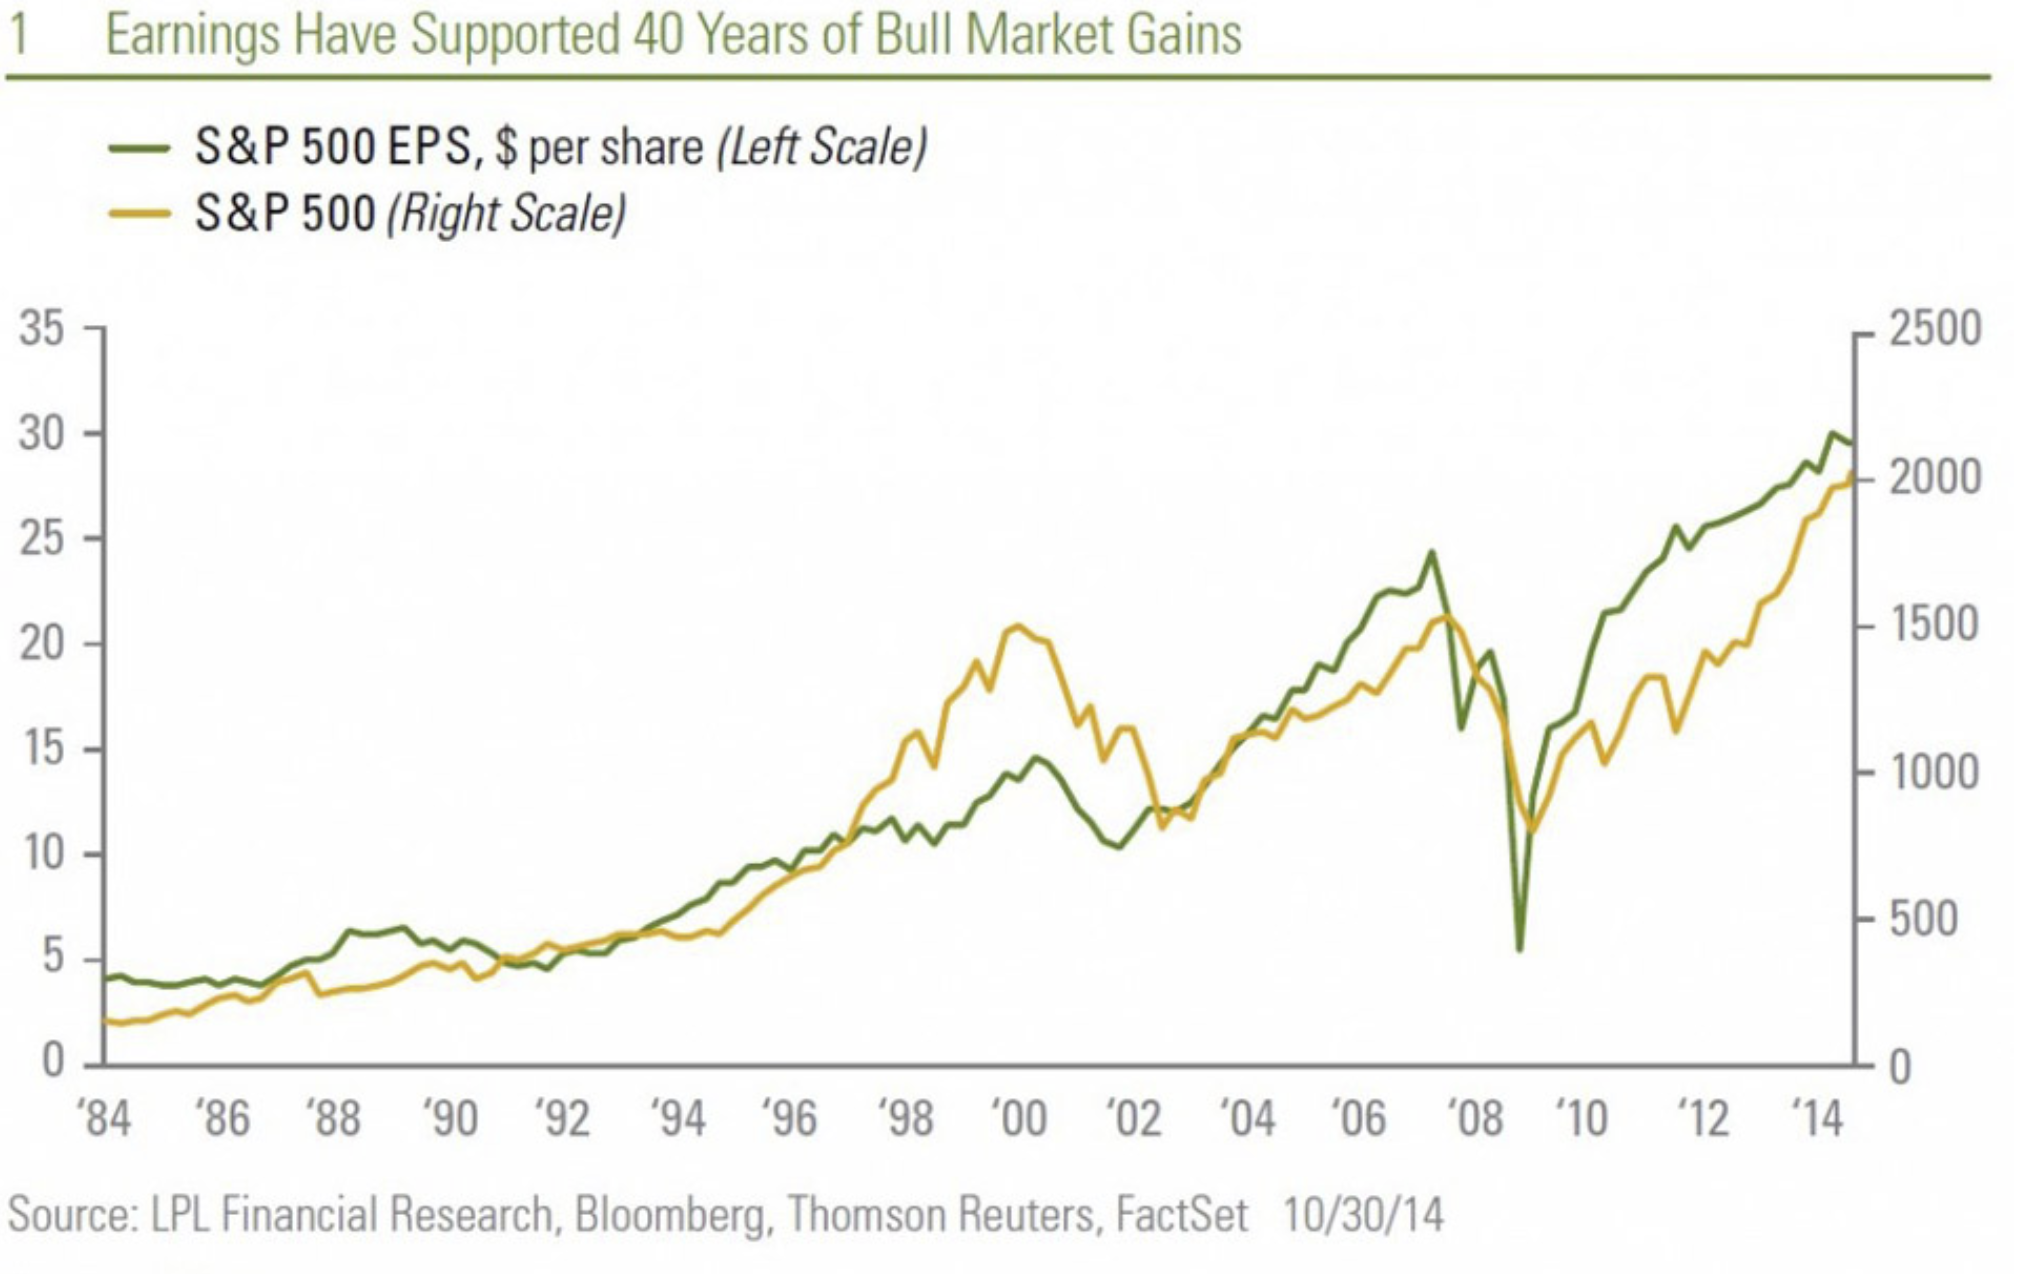 1 Earnings Have Supported 40 Years of Bull Market Gains
S&P 500 EPS, $ per share (Left Scale)
S&P 500 (Right Scale)
35
30
25
20
15
10
5
0
2500
2000
1500
1000
500
0
‘84 ‘86 ‘88 ‘90 ‘92 ‘94 ‘96 ‘98 ‘00 ‘02 ‘04 ‘06 ‘08 ‘10 ‘12 ‘14
Source: LPL Financial Research, Bloomberg, Thomson Reuters, FactSet 10/30/14